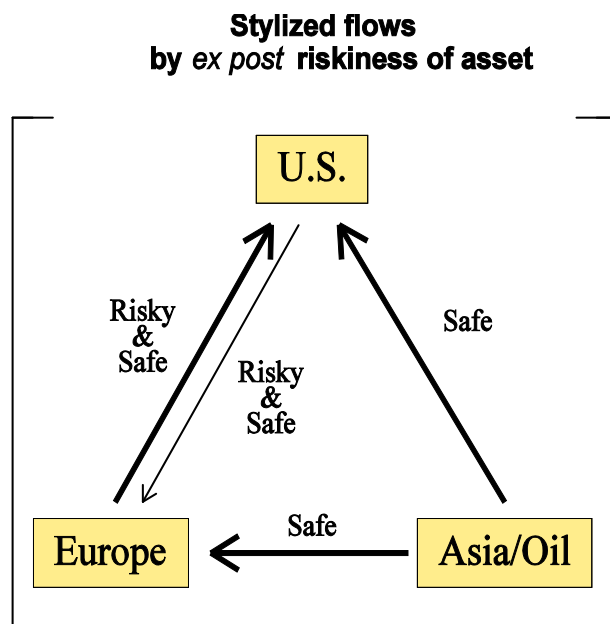 Stylized flows
by ex post riskiness of asset
U.S.
Risky
&
Safe
Safe
Risky
&
Safe
Safe
Europe
Asia/Oil